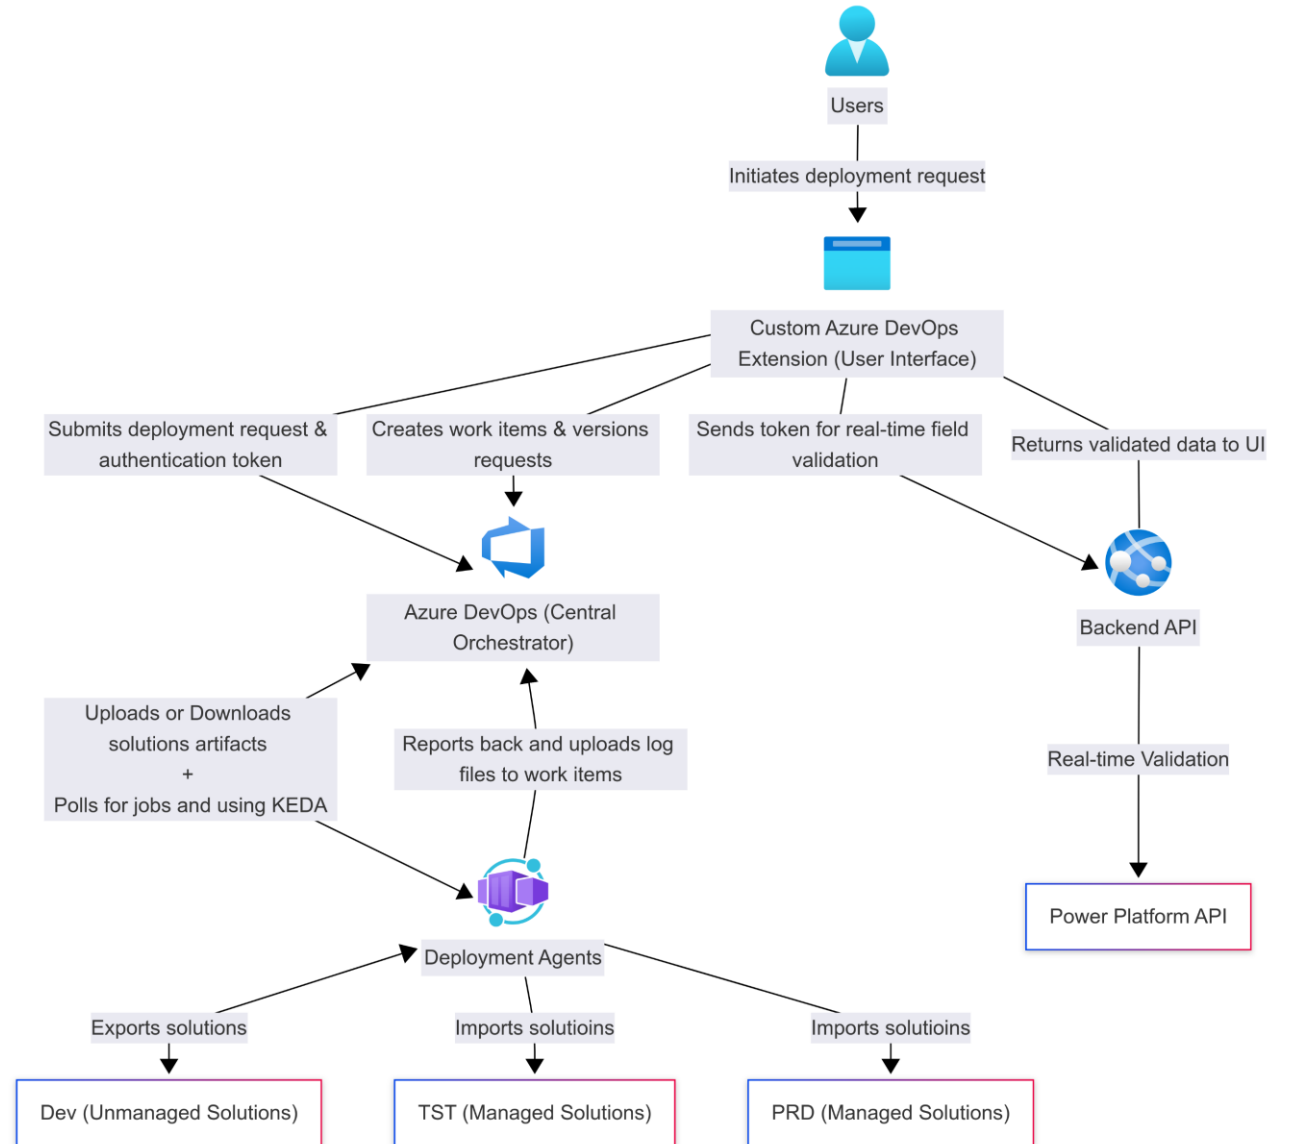 Users
Initiates deployment request
Custom Azure DevOps
Extension (User Interface)
Submits deployment request &
authentication token
Creates work items & versions
requests
Sends token for real-time field
validation
Returns validated data to UI
Azure DevOps (Central
Orchestrator)
Backend API
Uploads or Downloads
solutions artifacts
+
Polls for jobs and using KEDA
Reports back and uploads log
files to work items
Real-time Validation
Power Platform API
Deployment Agents
Exports solutions
Imports solutioins
Imports solutioins
Dev (Unmanaged Solutions)
TST (Managed Solutions)
PRD (Managed Solutions)